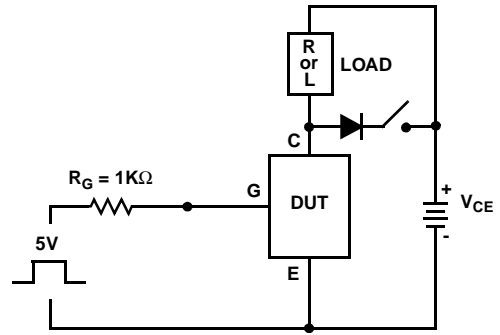 R
or
L
LOAD
C
R_G = 1KΩ
G
DUT
+
V_CE
-
5V
E